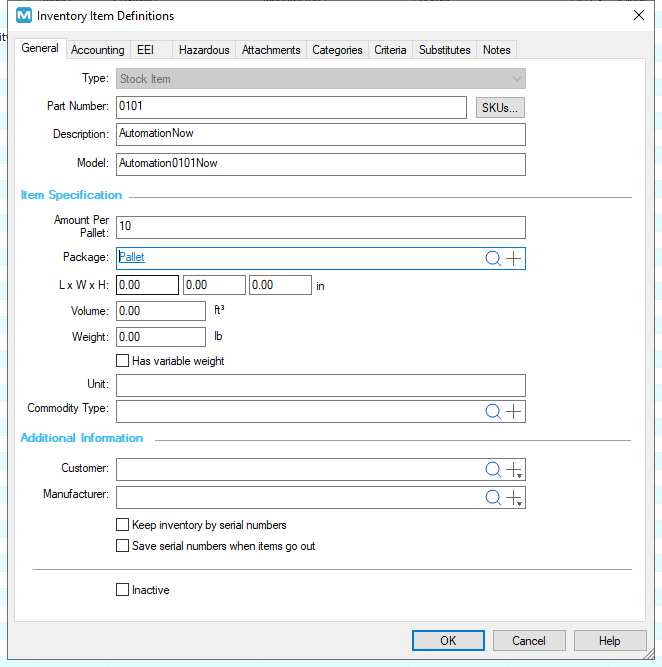 Inventory Item Definitions
General Accounting EEI Hazardous Attachments Categories Criteria Substitutes Notes
Type: Stock Item
Part Number: 0101 SKUs...
Description: AutomationNow
Model: Automation0101Now
Item Specification
Amount Per
Pallet: 10
Package: Pallet
L x W x H: 0.00 0.00 0.00 in
Volume: 0.00 ft³
Weight: 0.00 lb
Has variable weight
Unit:
Commodity Type:
Additional Information
Customer:
Manufacturer:
Keep inventory by serial numbers
Save serial numbers when items go out
Inactive
OK Cancel Help